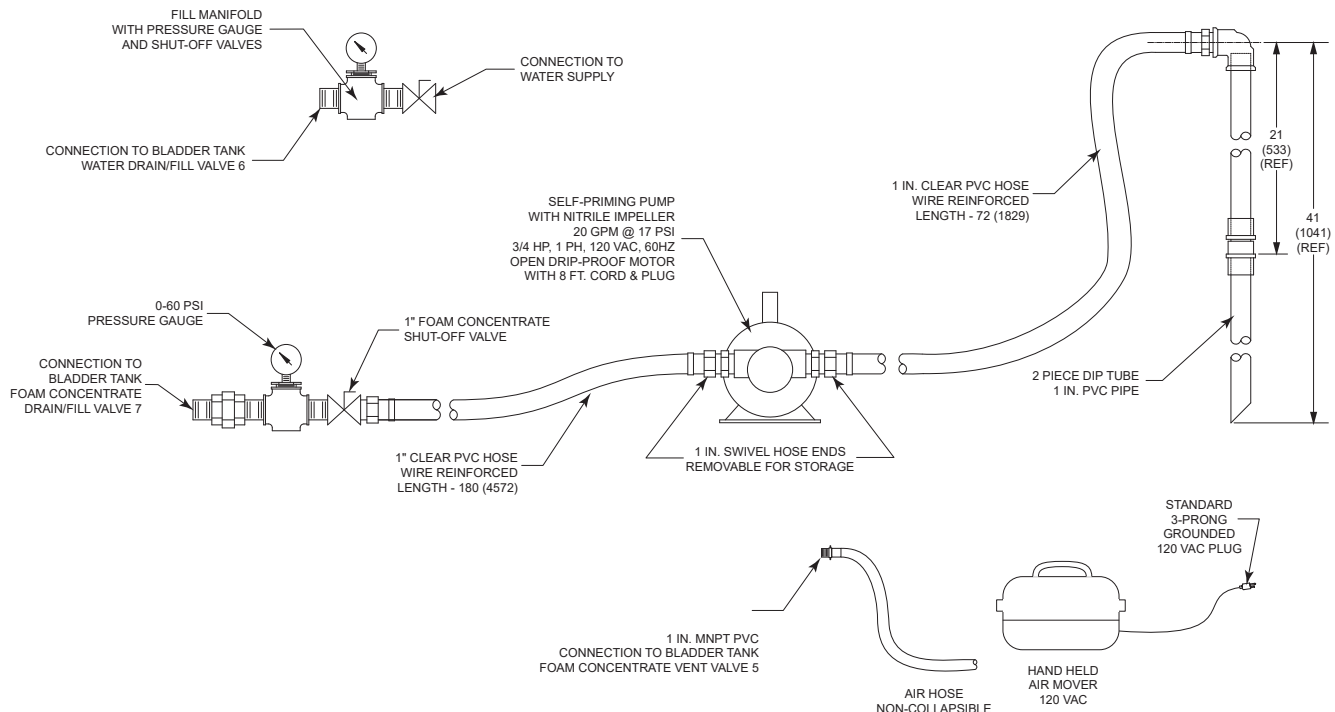 FILL MANIFOLD
WITH PRESSURE GAUGE
AND SHUT-OFF VALVES
CONNECTION TO
WATER SUPPLY
CONNECTION TO BLADDER TANK
WATER DRAIN/FILL VALVE 6
21
(533)
(REF)
41
(1041)
(REF)
1 IN. CLEAR PVC HOSE
WIRE REINFORCED
LENGTH - 72 (1829)
SELF-PRIMING PUMP
WITH NITRILE IMPELLER
20 GPM @ 17 PSI
3/4 HP, 1 PH, 120 VAC, 60HZ
OPEN DRIP-PROOF MOTOR
WITH 8 FT. CORD & PLUG
0-60 PSI
PRESSURE GAUGE
1" FOAM CONCENTRATE
SHUT-OFF VALVE
CONNECTION TO
BLADDER TANK
FOAM CONCENTRATE
DRAIN/FILL VALVE 7
2 PIECE DIP TUBE
1 IN. PVC PIPE
1 IN. SWIVEL HOSE ENDS
REMOVABLE FOR STORAGE
1" CLEAR PVC HOSE
WIRE REINFORCED
LENGTH - 180 (4572)
STANDARD
3-PRONG
GROUNDED
120 VAC PLUG
1 IN. MNPT PVC
CONNECTION TO BLADDER TANK
FOAM CONCENTRATE VENT VALVE 5
HAND HELD
AIR MOVER
120 VAC
AIR HOSE
NON-COLLAPSIBLE